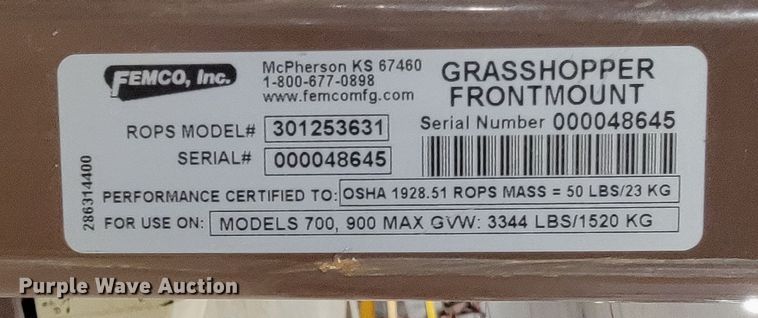 FEMCO, Inc.
McPherson KS 67460
1-800-677-0898
www.femcomfg.com
GRASSHOPPER
FRONTMOUNT
ROPS MODEL# 301253631
Serial Number 000048645
SERIAL# 000048645
PERFORMANCE CERTIFIED TO: OSHA 1928.51 ROPS MASS = 50 LBS/23 KG
FOR USE ON: MODELS 700, 900 MAX GVW: 3344 LBS/1520 KG
286314400
Purple Wave Auction